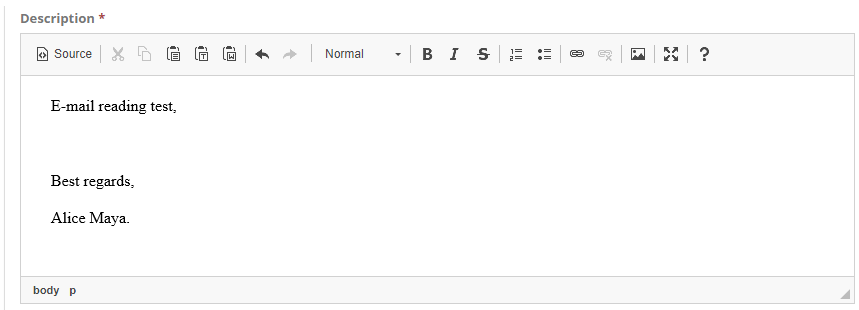 Description *
Source Normal B I S ?
E-mail reading test,
Best regards,
Alice Maya.
body p